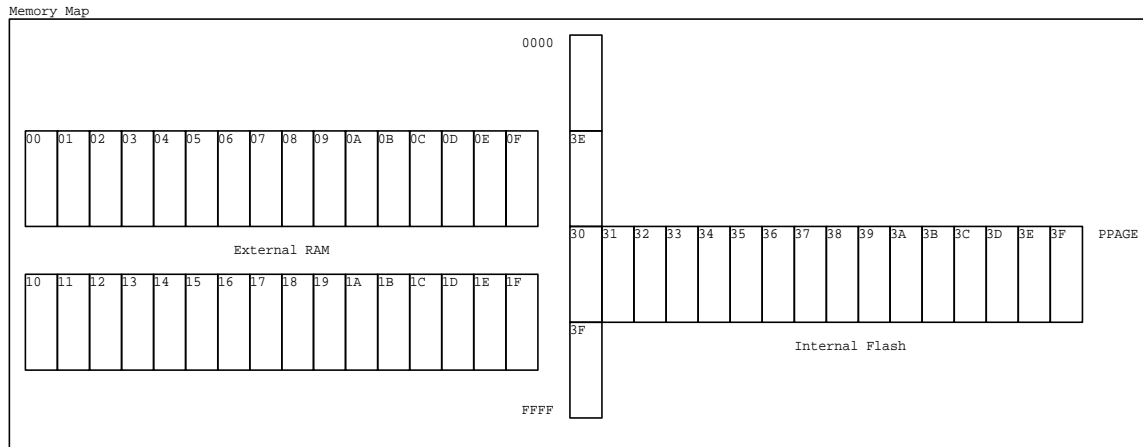 Memory Map
0000
00 01 02 03 04 05 06 07 08 09 0A 0B 0C 0D 0E 0F 3E
30 31 32 33 34 35 36 37 38 39 3A 3B 3C 3D 3E 3F PPAGE
External RAM
10 11 12 13 14 15 16 17 18 19 1A 1B 1C 1D 1E 1F
3F
Internal Flash
FFFF